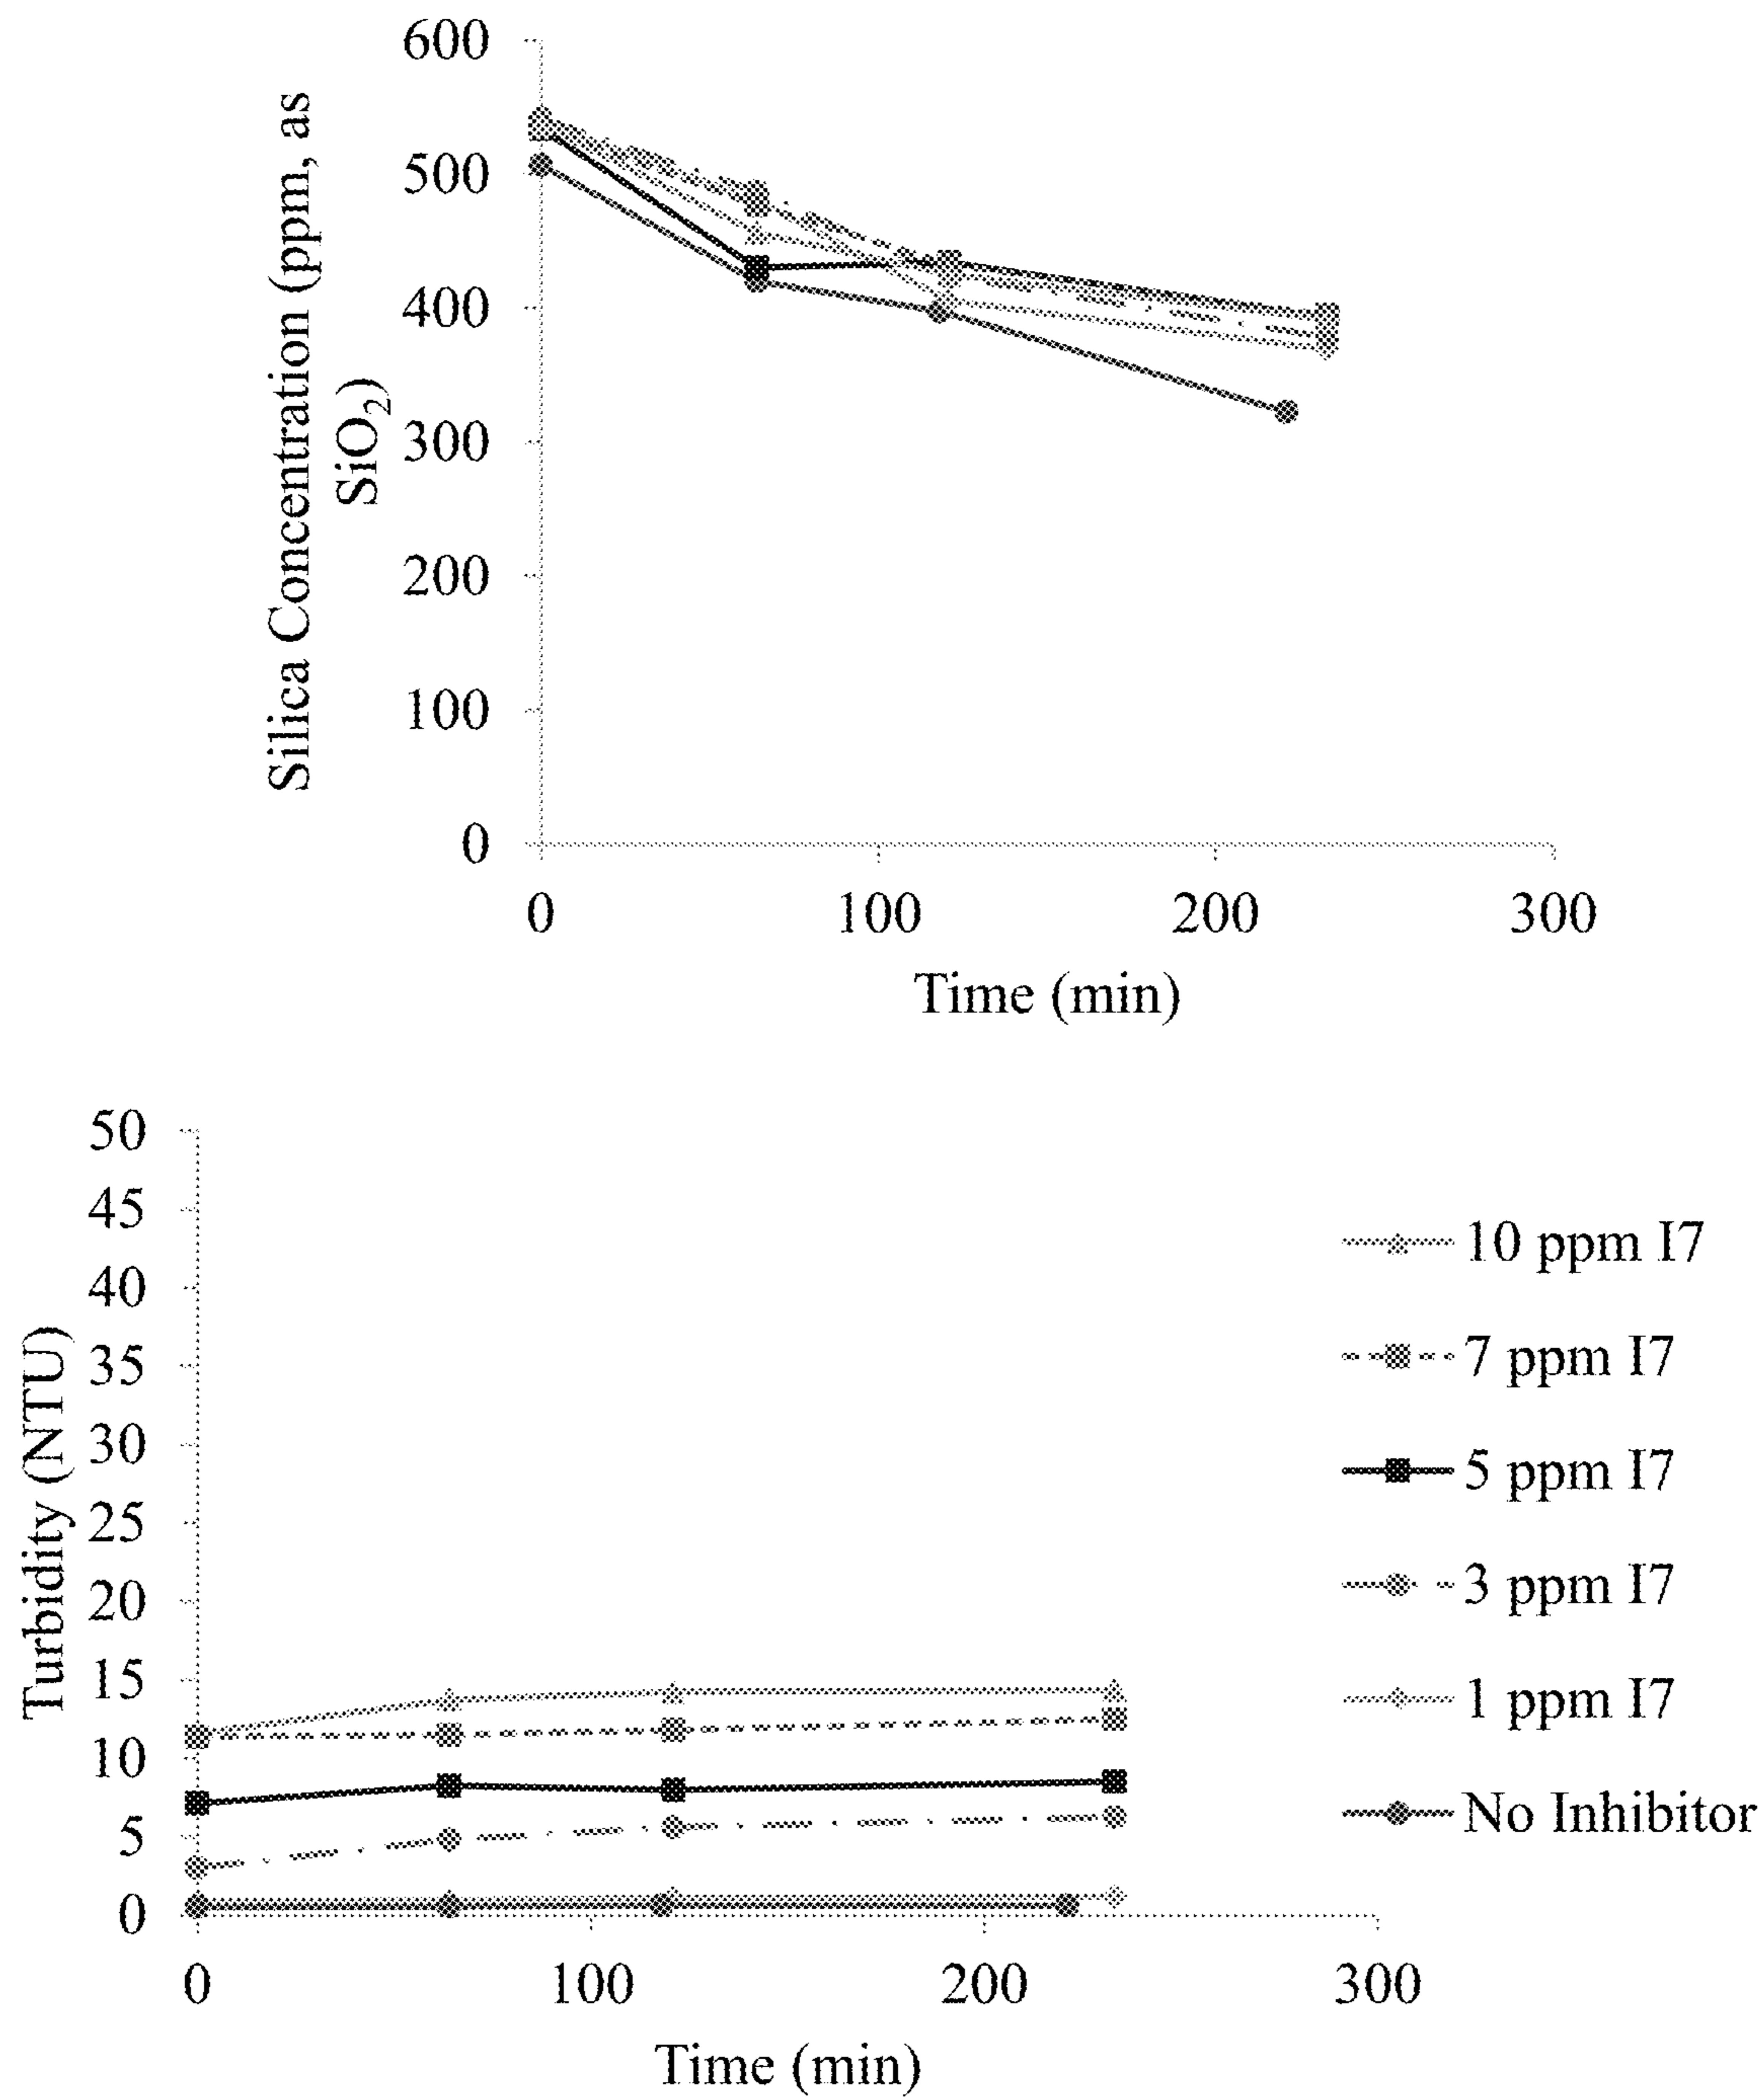 600
500
400
300
200
100
0
Silica Concentration (ppm, as
SiO₂)
0 100 200 300
Time (min)
50
45
40
35
30
25
20
15
10
5
0
Turbidity (NTU)
0 100 200 300
Time (min)
10 ppm I7
7 ppm I7
5 ppm I7
3 ppm I7
1 ppm I7
No Inhibitor